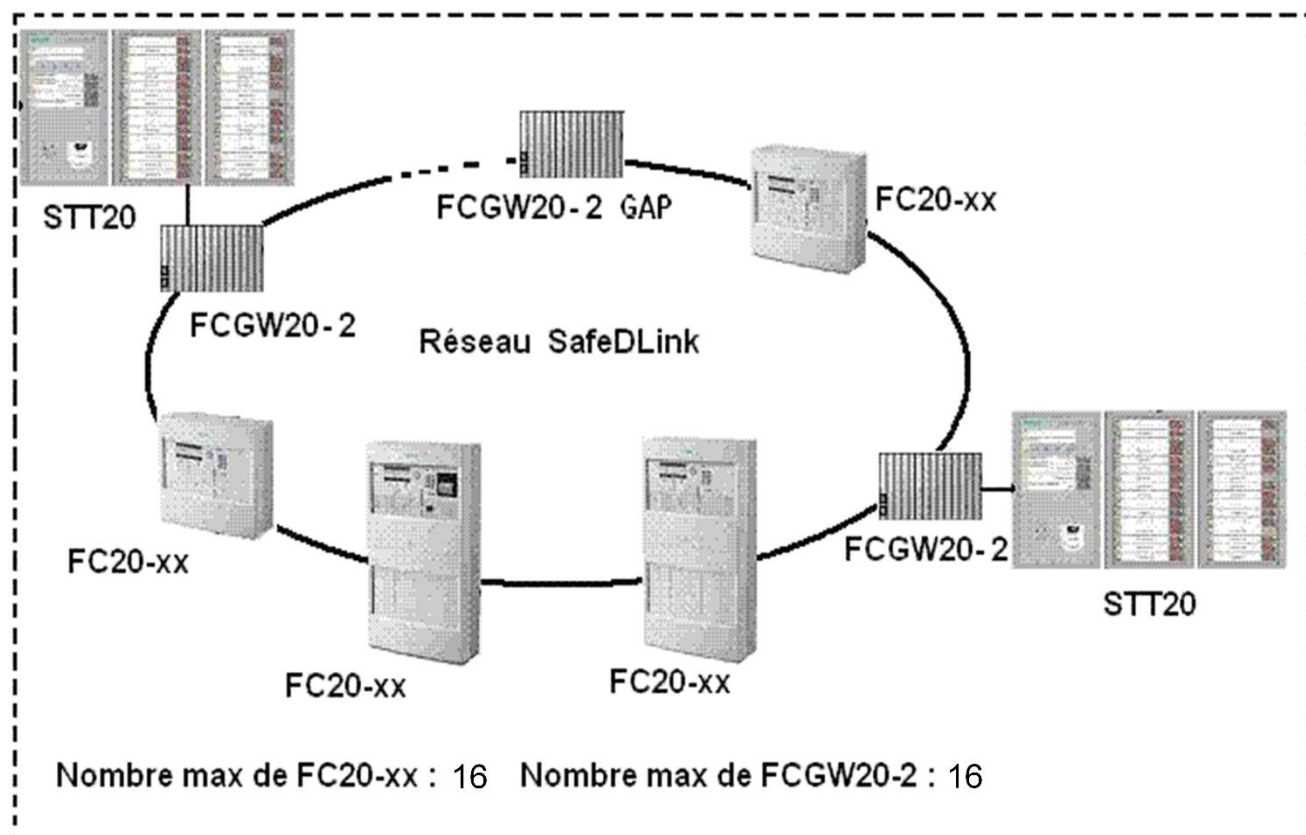 STT20
FCGW20-2 GAP
FC20-xx
FCGW20-2
Réseau SafeDLink
FC20-xx
FCGW20-2
STT20
FC20-xx
FC20-xx
Nombre max de FC20-xx : 16 Nombre max de FCGW20-2 : 16